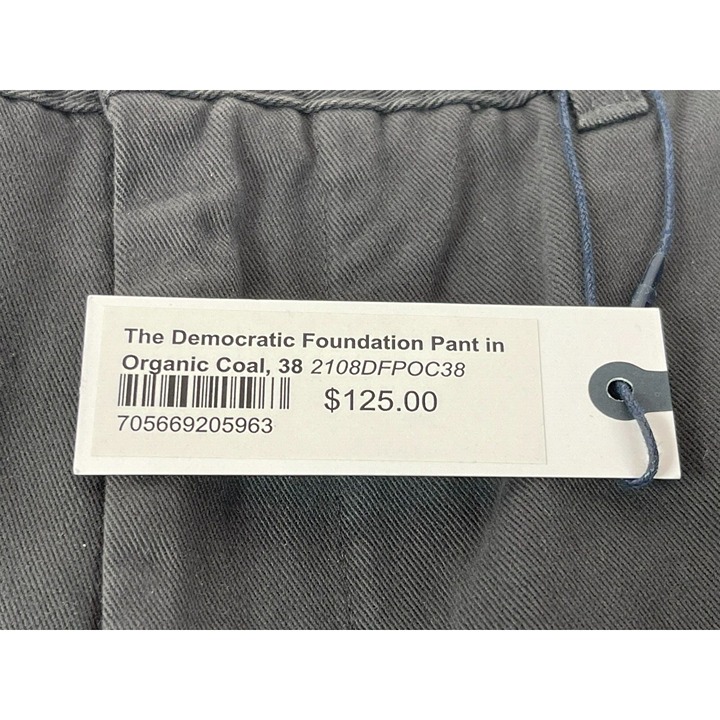 The Democratic Foundation Pant in
Organic Coal, 38 2108DFPOC38
$125.00
705669205963